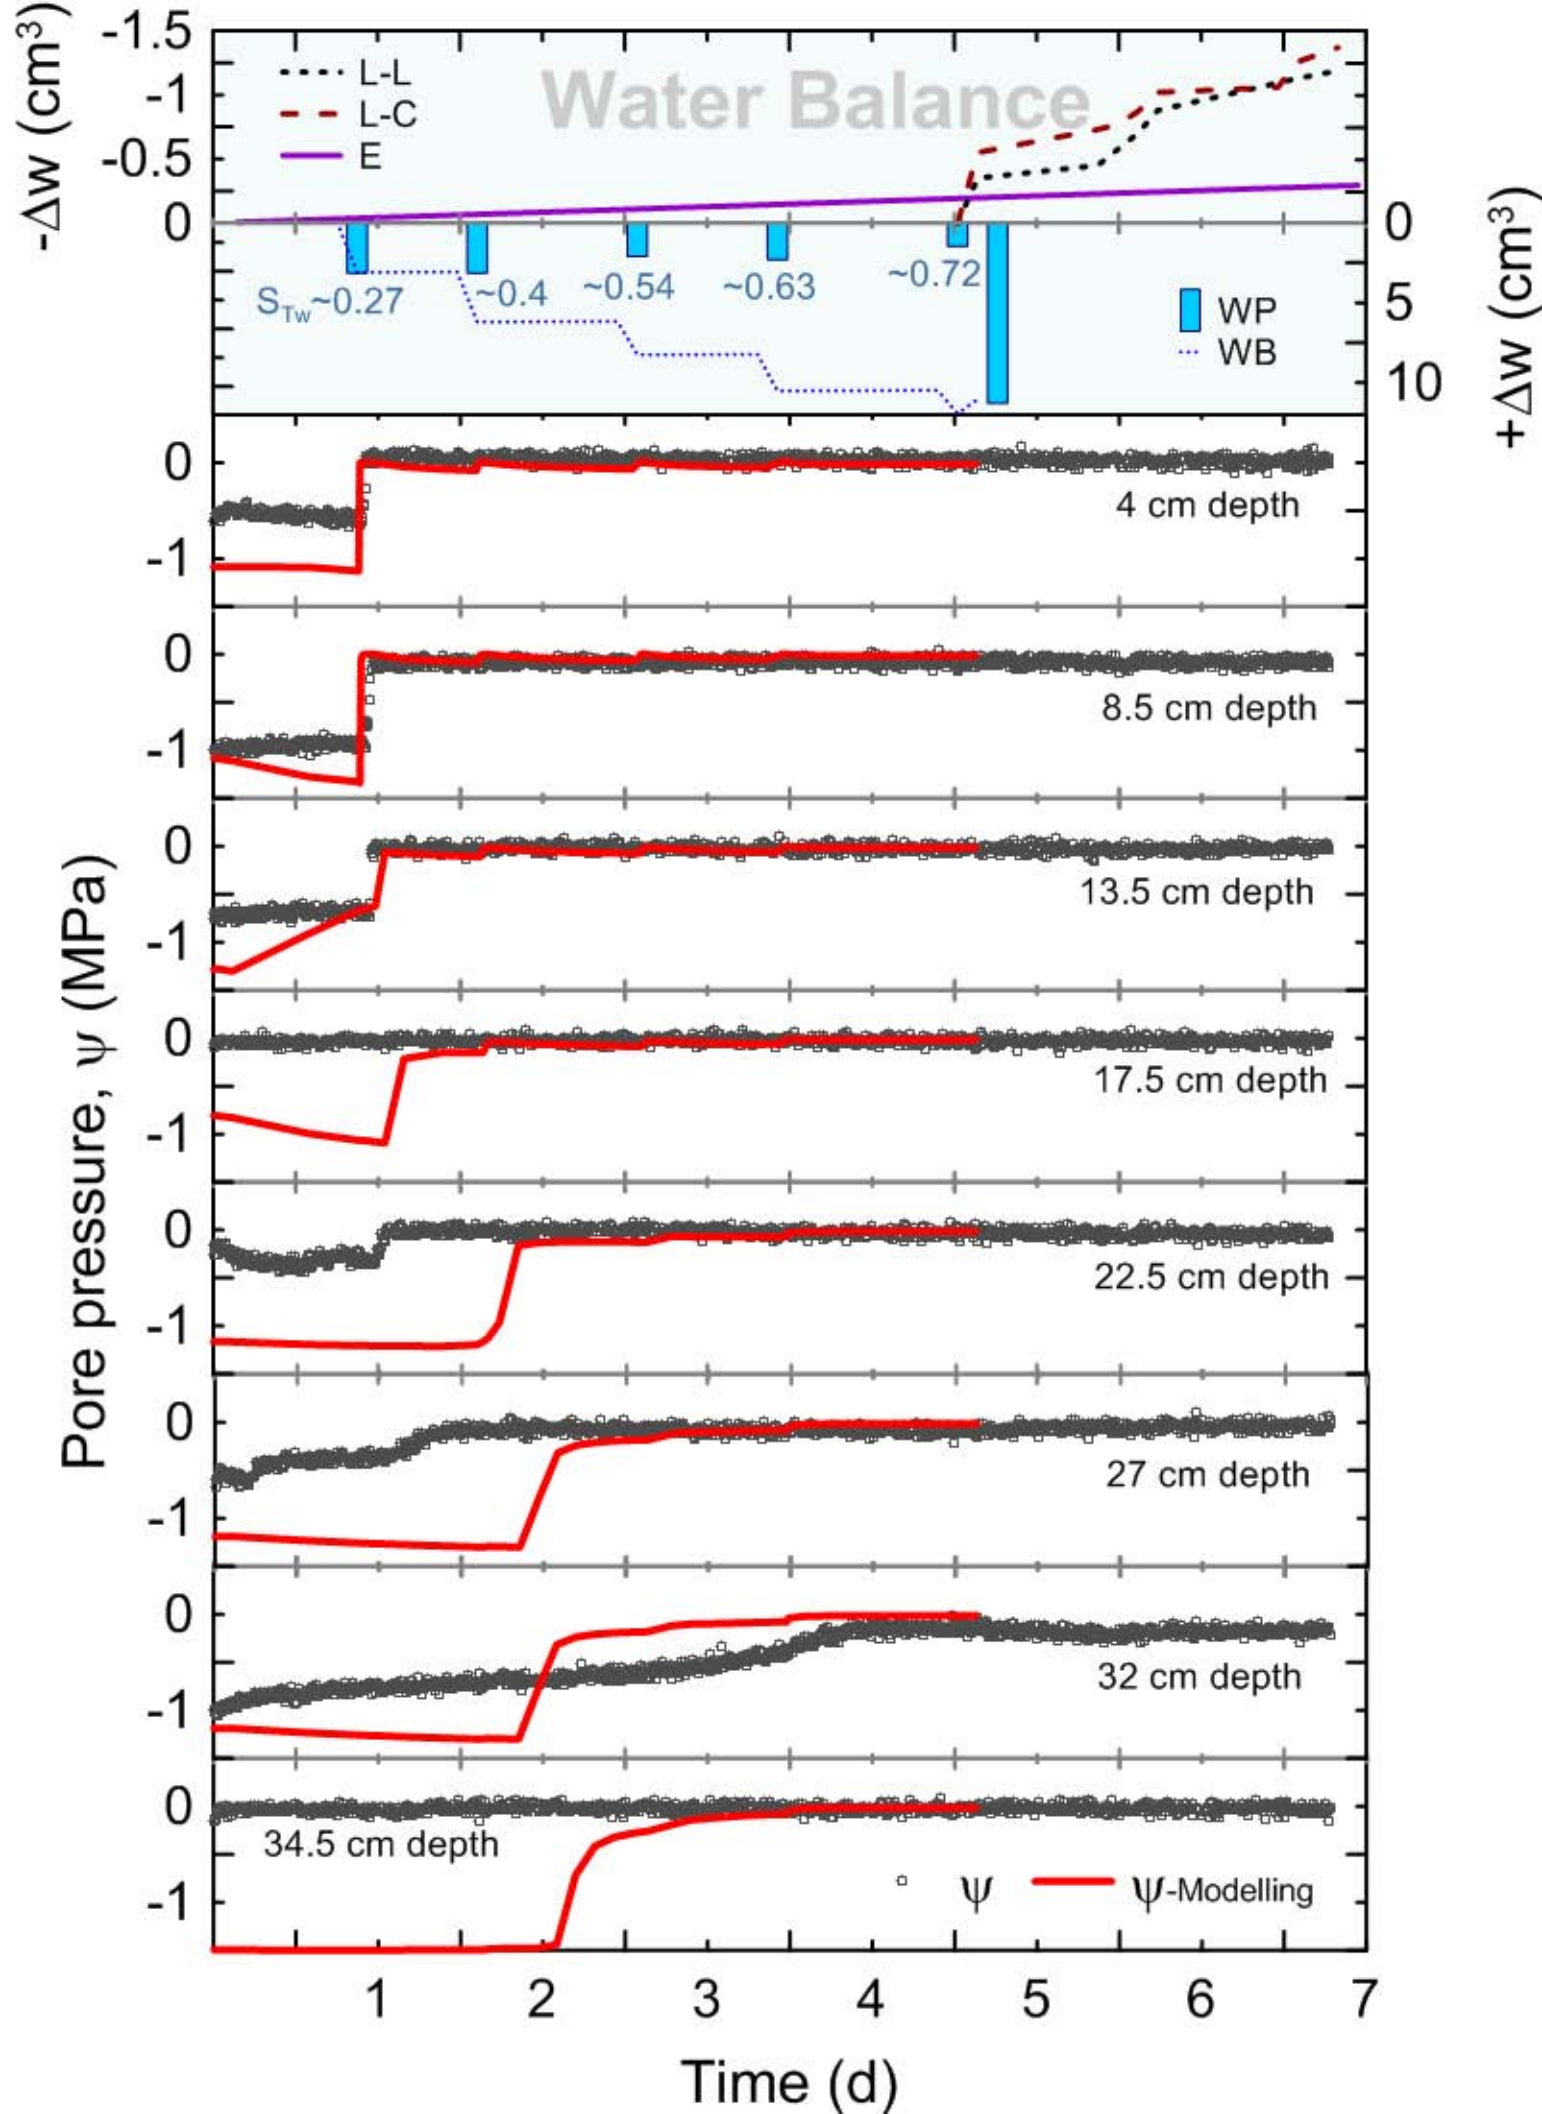 Water Balance
-Δw (cm³)
-1.5
-1
-0.5
0
L-L
L-C
E
0
5
10
+Δw (cm³)
S_Tw~0.27
~0.4
~0.54
~0.63
~0.72
WP
WB
Pore pressure, ψ (MPa)
0
-1
4 cm depth
0
-1
8.5 cm depth
0
-1
13.5 cm depth
0
-1
17.5 cm depth
0
-1
22.5 cm depth
0
-1
27 cm depth
0
-1
32 cm depth
0
-1
34.5 cm depth
ψ
ψ-Modelling
1 2 3 4 5 6 7
Time (d)